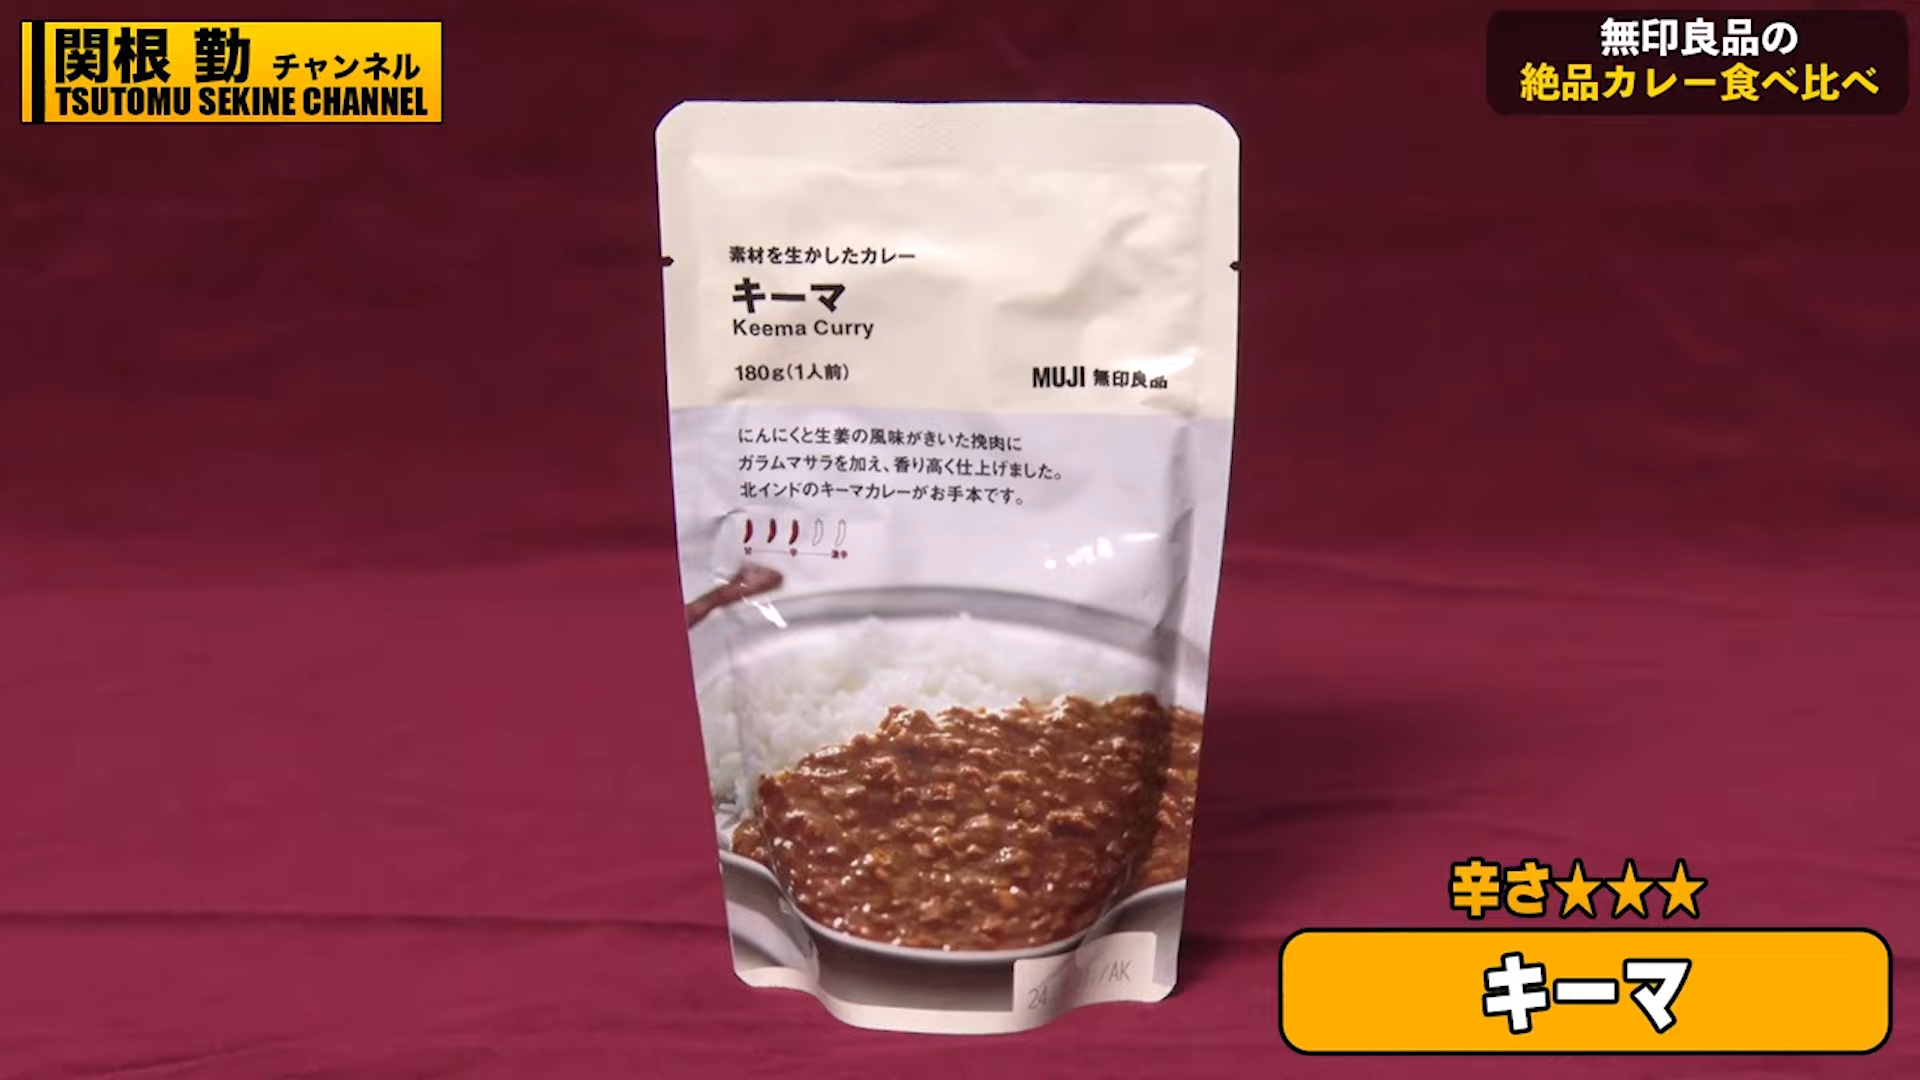 関根 勤 チャンネル
TSUTOMU SEKINE CHANNEL
無印良品の
絶品カレー食べ比べ
素材を生かしたカレー
キーマ
Keema Curry
180g(1人前)
MUJI 無印良品
にんにくと生姜の風味がきいた挽肉に
ガラムマサラを加え、香り高く仕上げました。
北インドのキーマカレーがお手本です。
甘 辛 激辛
/AK
辛さ★★★
キーマ